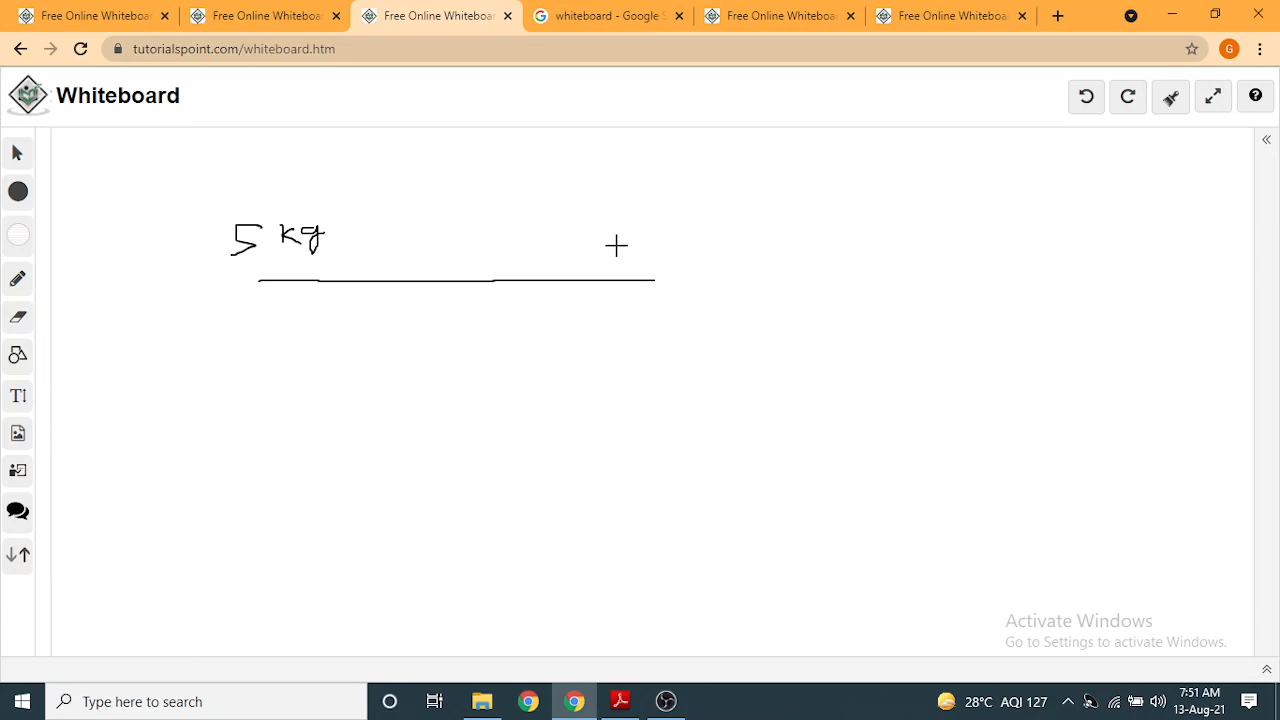 Free Online Whiteboa Free Online Whiteboa Free Online Whiteboa whiteboard - Google S Free Online Whiteboa Free Online Whiteboa
tutorialspoint.com/whiteboard.htm G
Whiteboard
5 kg
Activate Windows
Go to Settings to activate Windows.
Type here to search 28°C AQI 127 7:51 AM
13-Aug-21